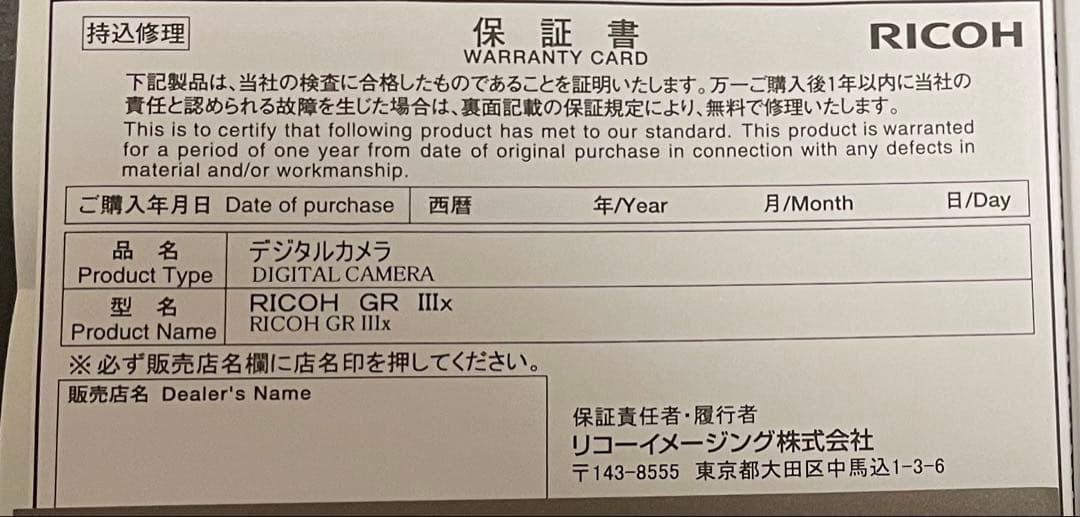 持込修理
保 証 書
RICOH
WARRANTY CARD
下記製品は、当社の検査に合格したものであることを証明いたします。万一ご購入後1年以内に当社の
責任と認められる故障を生じた場合は、裏面記載の保証規定により、無料で修理いたします。
This is to certify that following product has met to our standard. This product is warranted
for a period of one year from date of original purchase in connection with any defects in
material and/or workmanship.
ご購入年月日 Date of purchase 西暦 年/Year 月/Month 日/Day
品 名 デジタルカメラ
Product Type DIGITAL CAMERA
型 名 RICOH GR IIIx
Product Name RICOH GR IIIx
※必ず販売店名欄に店名印を押してください。
販売店名 Dealer's Name
保証責任者・履行者
リコーイメージング株式会社
〒143-8555 東京都大田区中馬込1-3-6